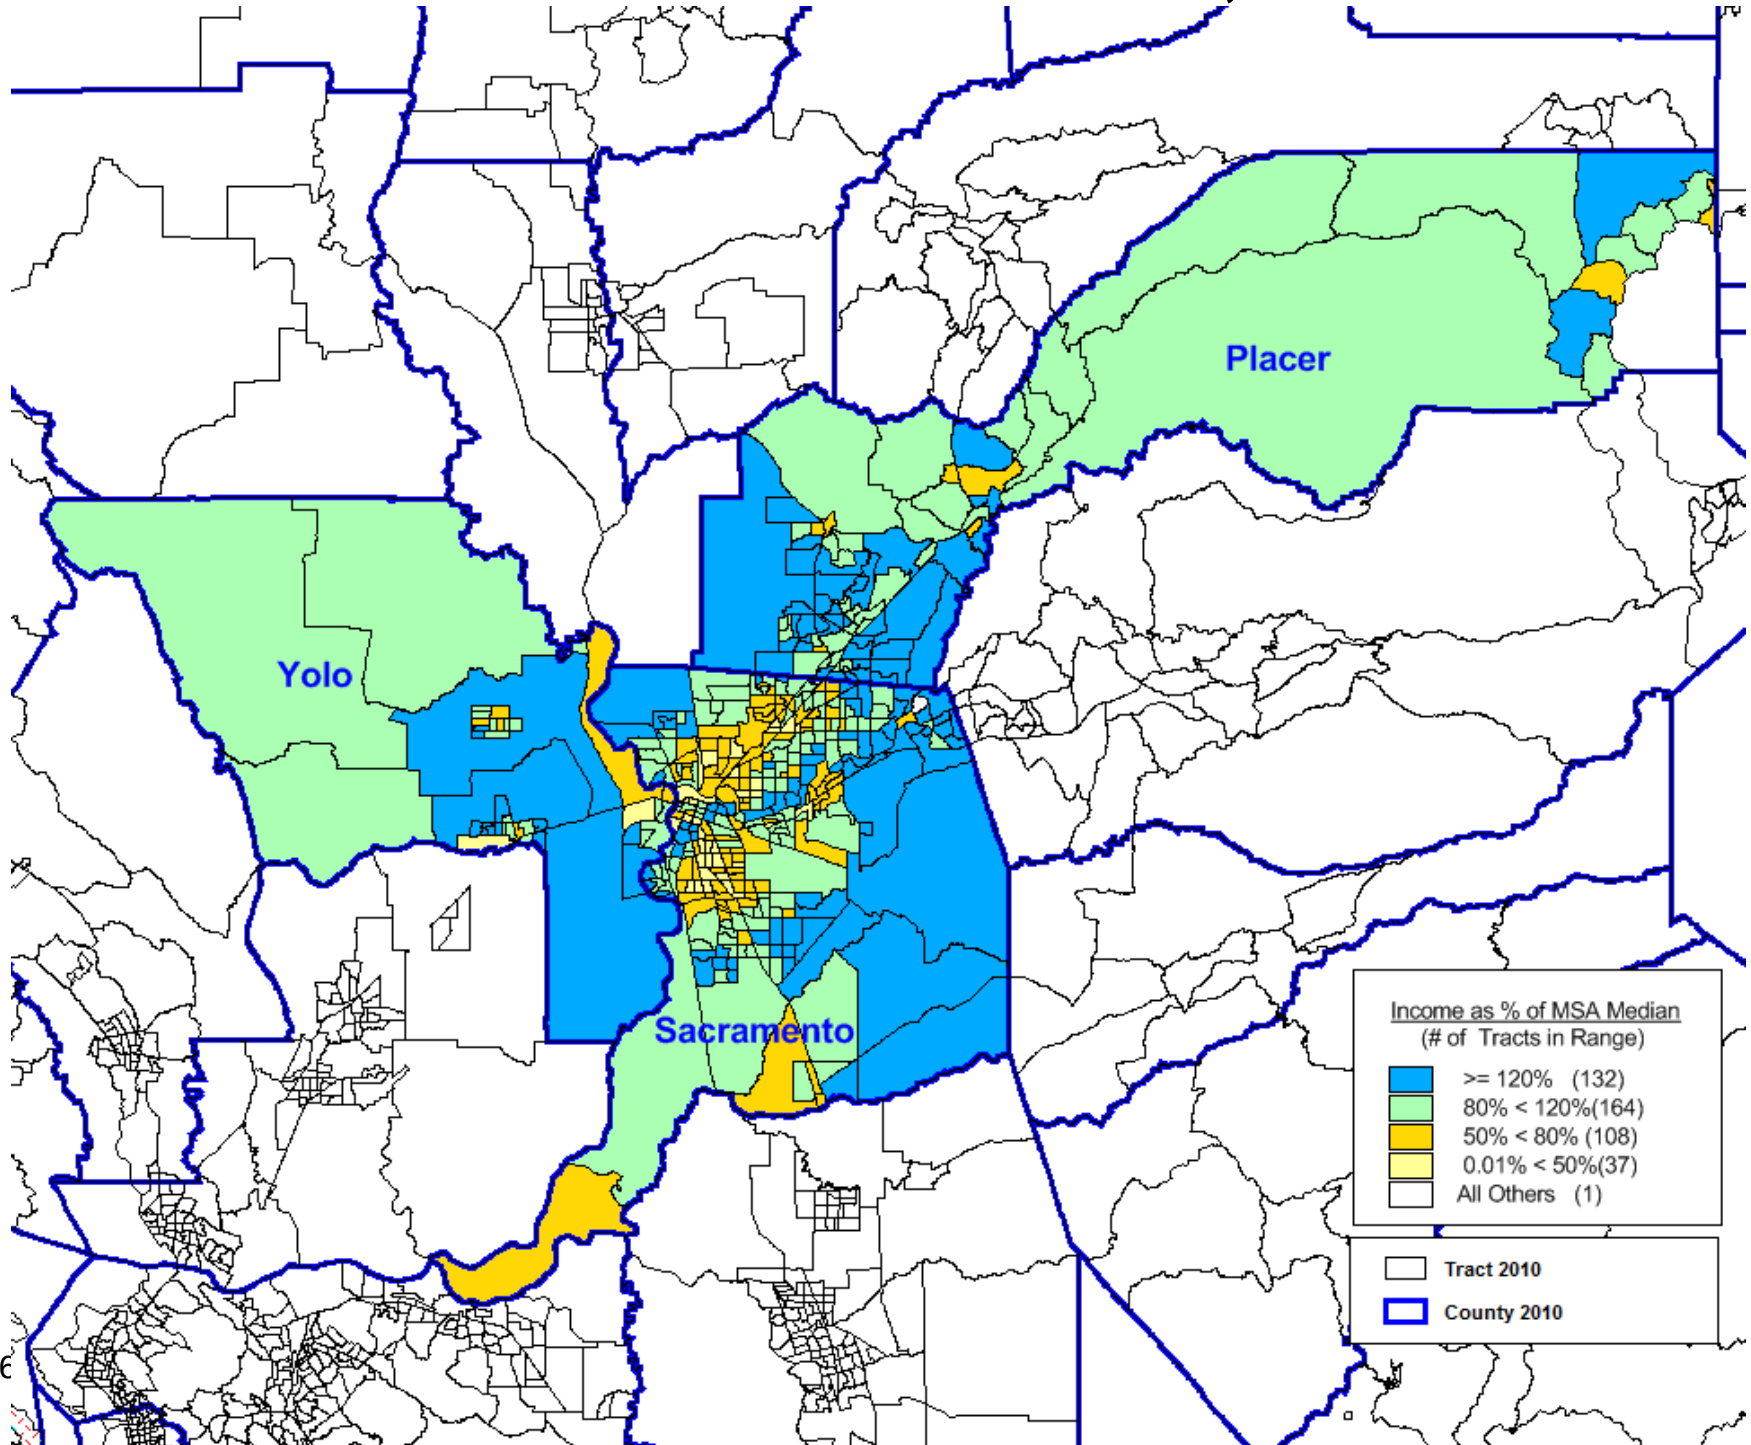 Placer
Yolo
Sacramento
Income as % of MSA Median
(# of Tracts in Range)
>= 120% (132)
80% < 120%(164)
50% < 80% (108)
0.01% < 50%(37)
All Others (1)
Tract 2010
County 2010
6